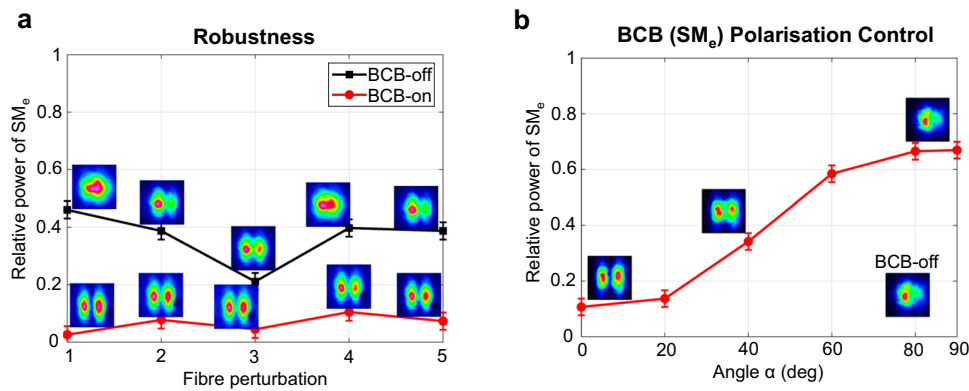 a
Robustness
1
0.8
0.6
0.4
0.2
0
Relative power of SMe
BCB-off
BCB-on
1 2 3 4 5
Fibre perturbation
b
BCB (SMe) Polarisation Control
1
0.8
0.6
0.4
0.2
0
Relative power of SMe
BCB-off
0 20 40 60 80 90
Angle α (deg)